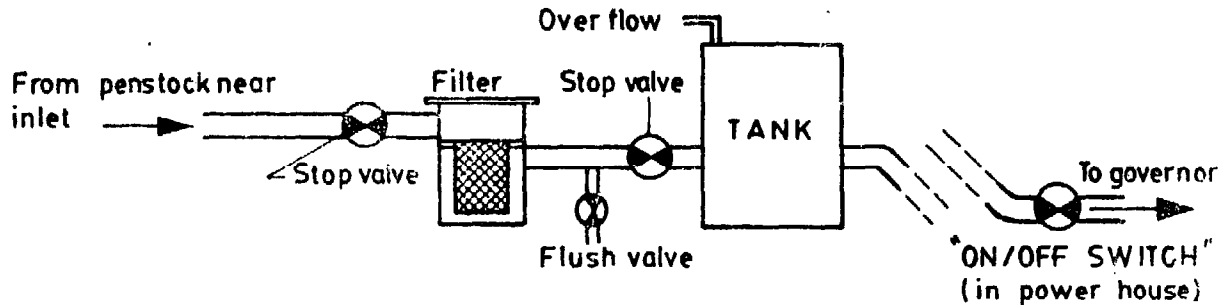 Over flow
From penstock near
inlet
Filter
Stop valve
TANK
Stop valve
To governor
Flush valve
"ON/OFF SWITCH"
(in power house)